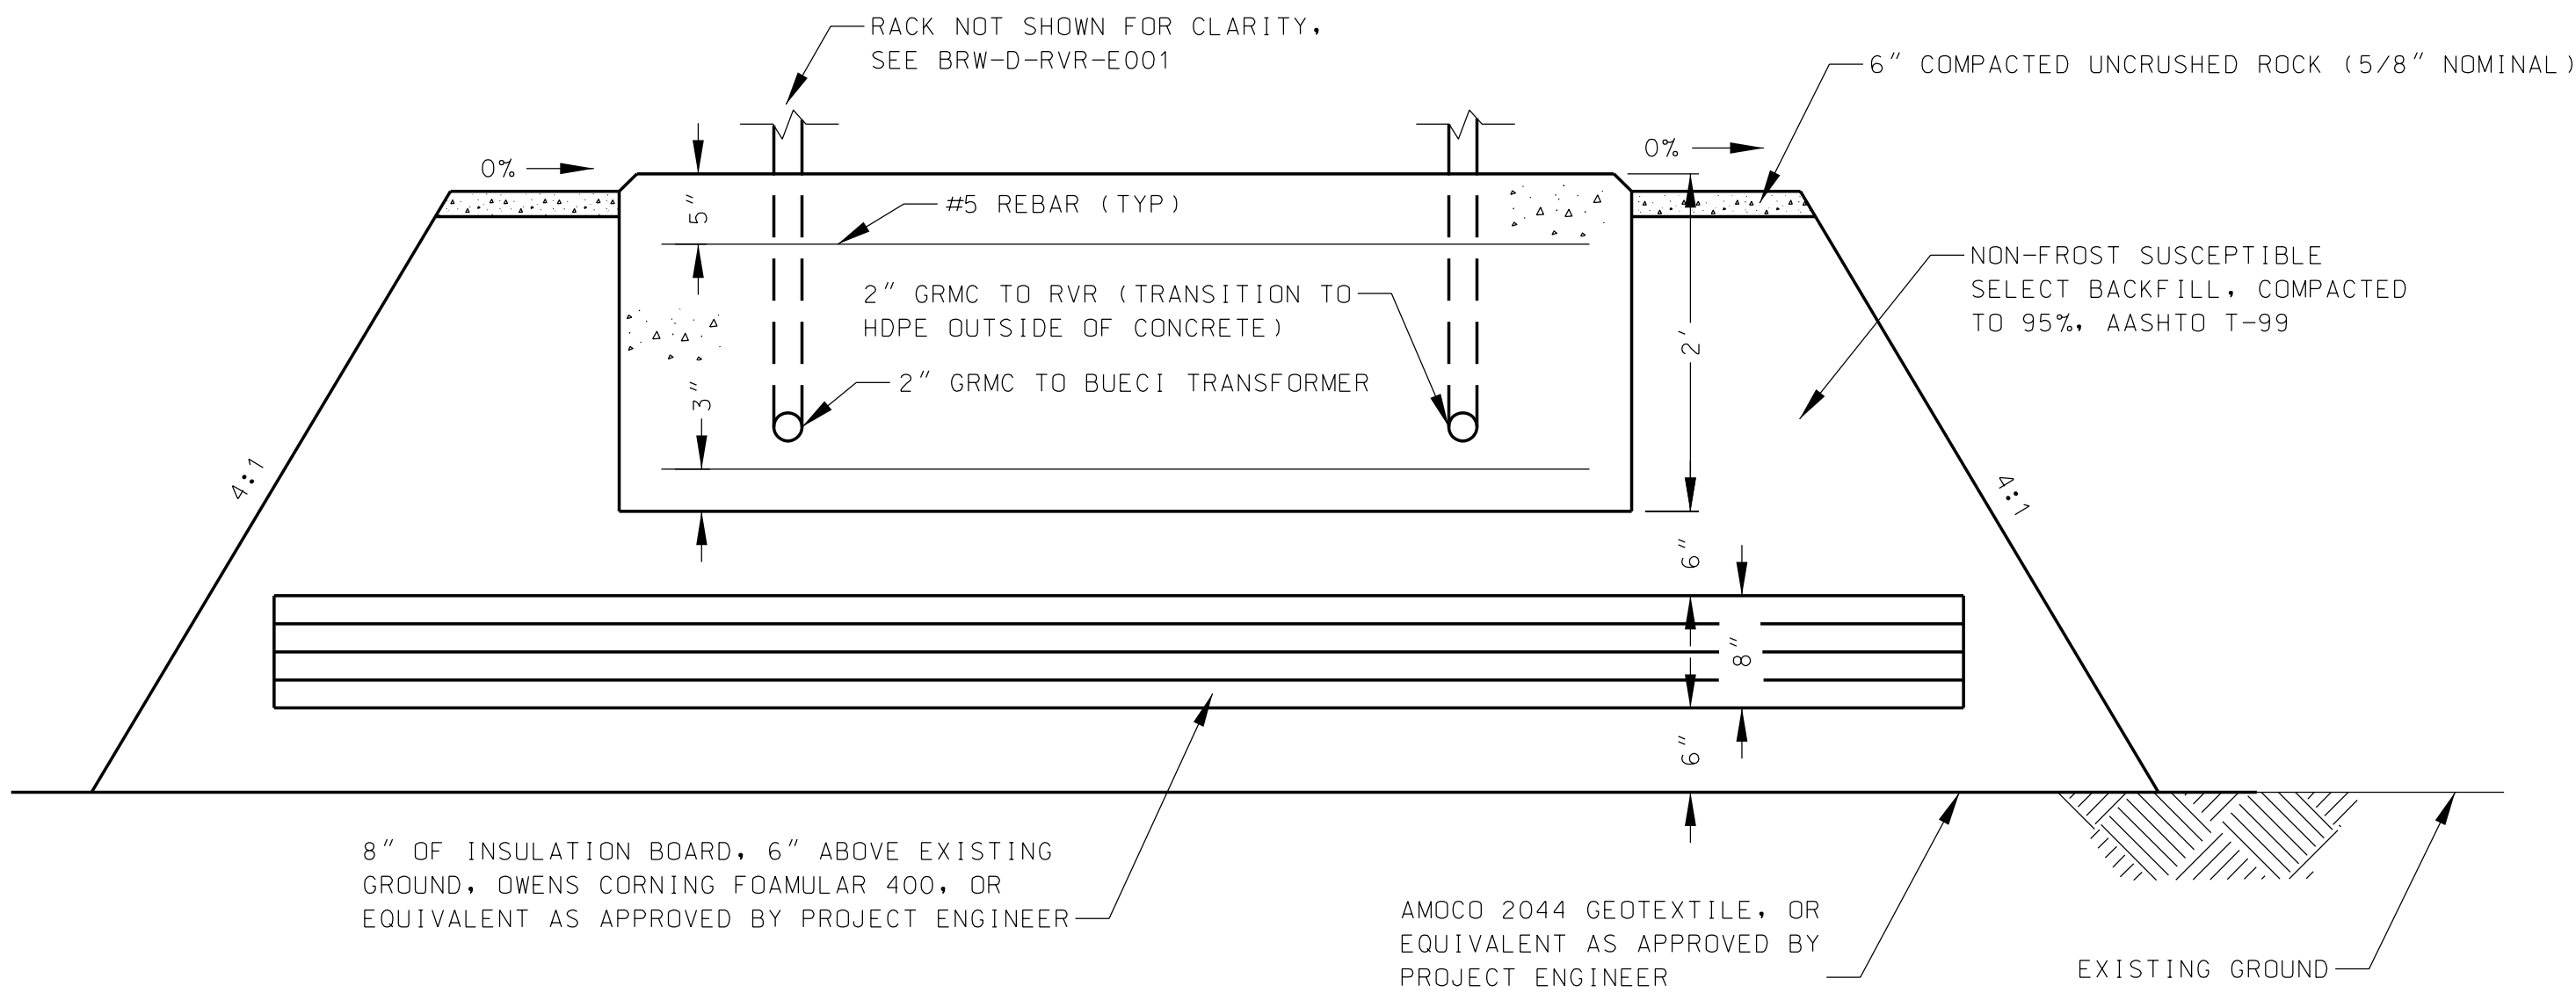 RACK NOT SHOWN FOR CLARITY,
SEE BRW-D-RVR-E001
6" COMPACTED UNCRUSHED ROCK (5/8" NOMINAL)
0%
0%
5"
#5 REBAR (TYP)
NON-FROST SUSCEPTIBLE
SELECT BACKFILL, COMPACTED
TO 95%, AASHTO T-99
2" GRMC TO RVR (TRANSITION TO
HDPE OUTSIDE OF CONCRETE)
2'
2" GRMC TO BUECI TRANSFORMER
3"
4:1
4:1
6"
8"
6"
8" OF INSULATION BOARD, 6" ABOVE EXISTING
GROUND, OWENS CORNING FOAMULAR 400, OR
EQUIVALENT AS APPROVED BY PROJECT ENGINEER
AMOCO 2044 GEOTEXTILE, OR
EQUIVALENT AS APPROVED BY
PROJECT ENGINEER
EXISTING GROUND